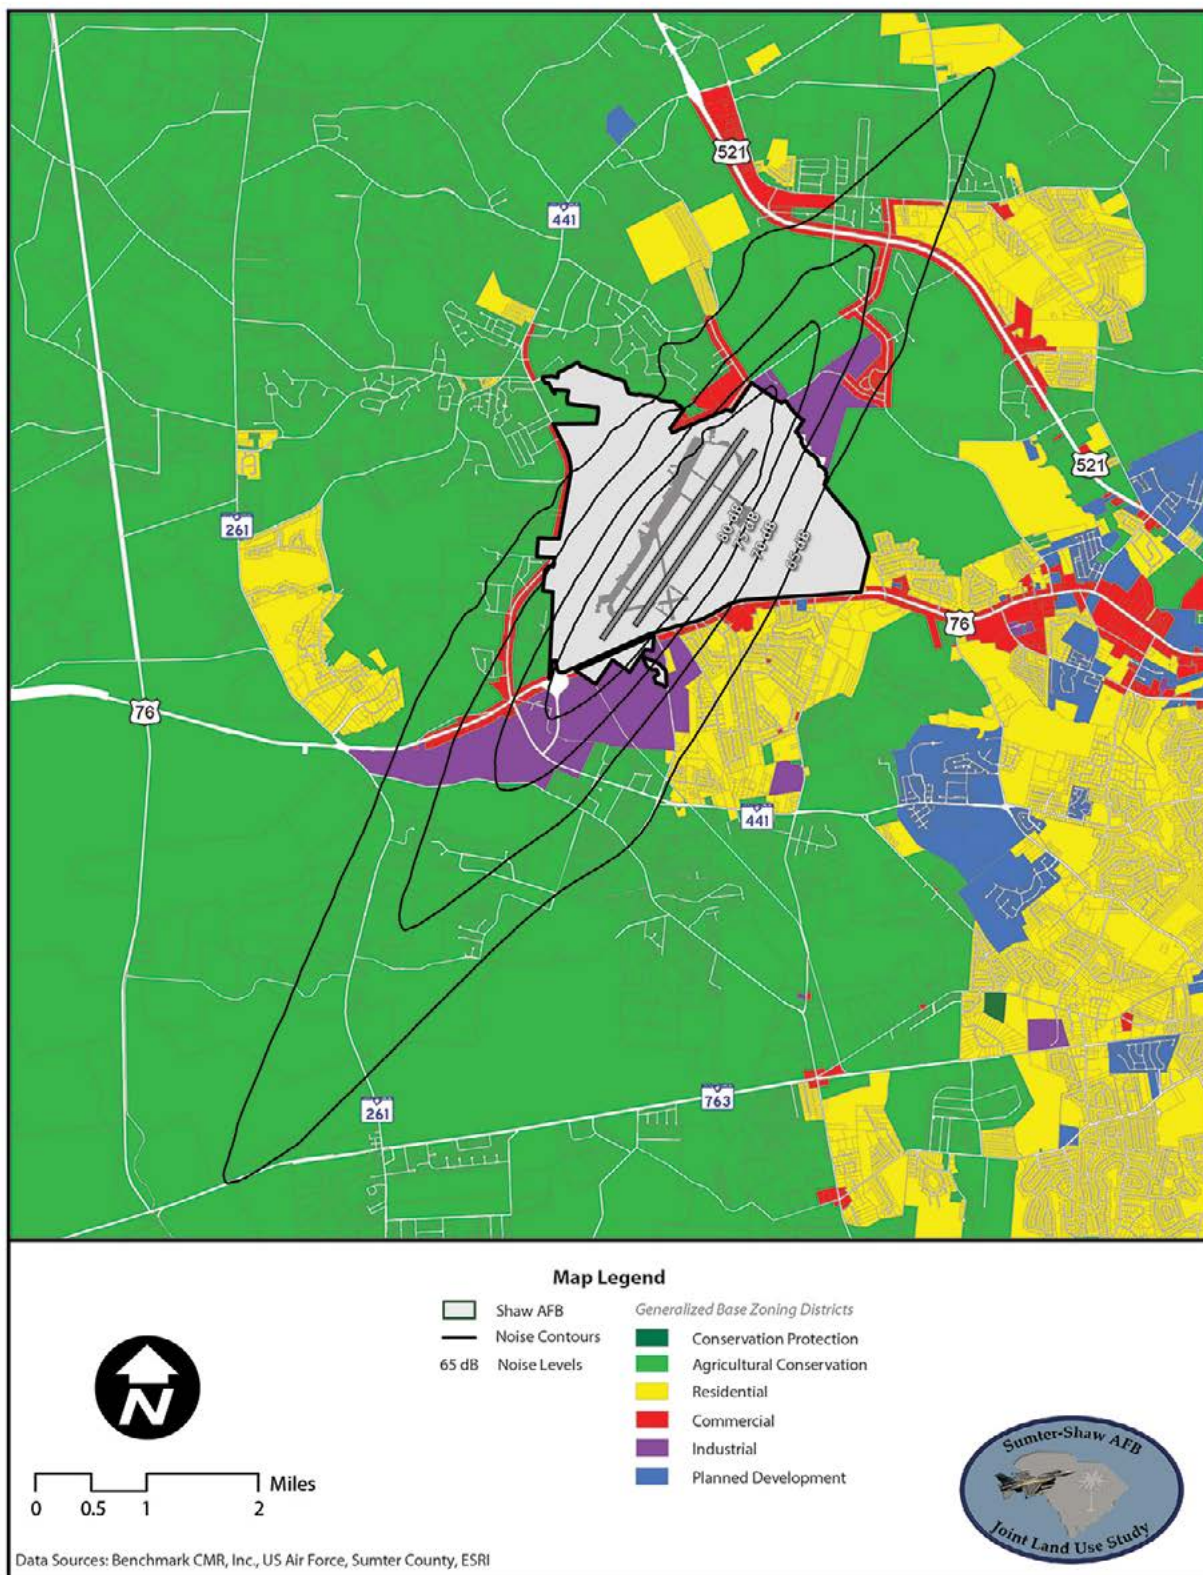 521
441
521
261
80 dB
75 dB
70 dB
65 dB
76
76
441
261
763
Map Legend
Shaw AFB
Noise Contours
65 dB Noise Levels
Generalized Base Zoning Districts
Conservation Protection
Agricultural Conservation
Residential
Commercial
Industrial
Planned Development
N
Miles
0 0.5 1 2
Sumter-Shaw AFB
Joint Land Use Study
Data Sources: Benchmark CMR, Inc., US Air Force, Sumter County, ESRI